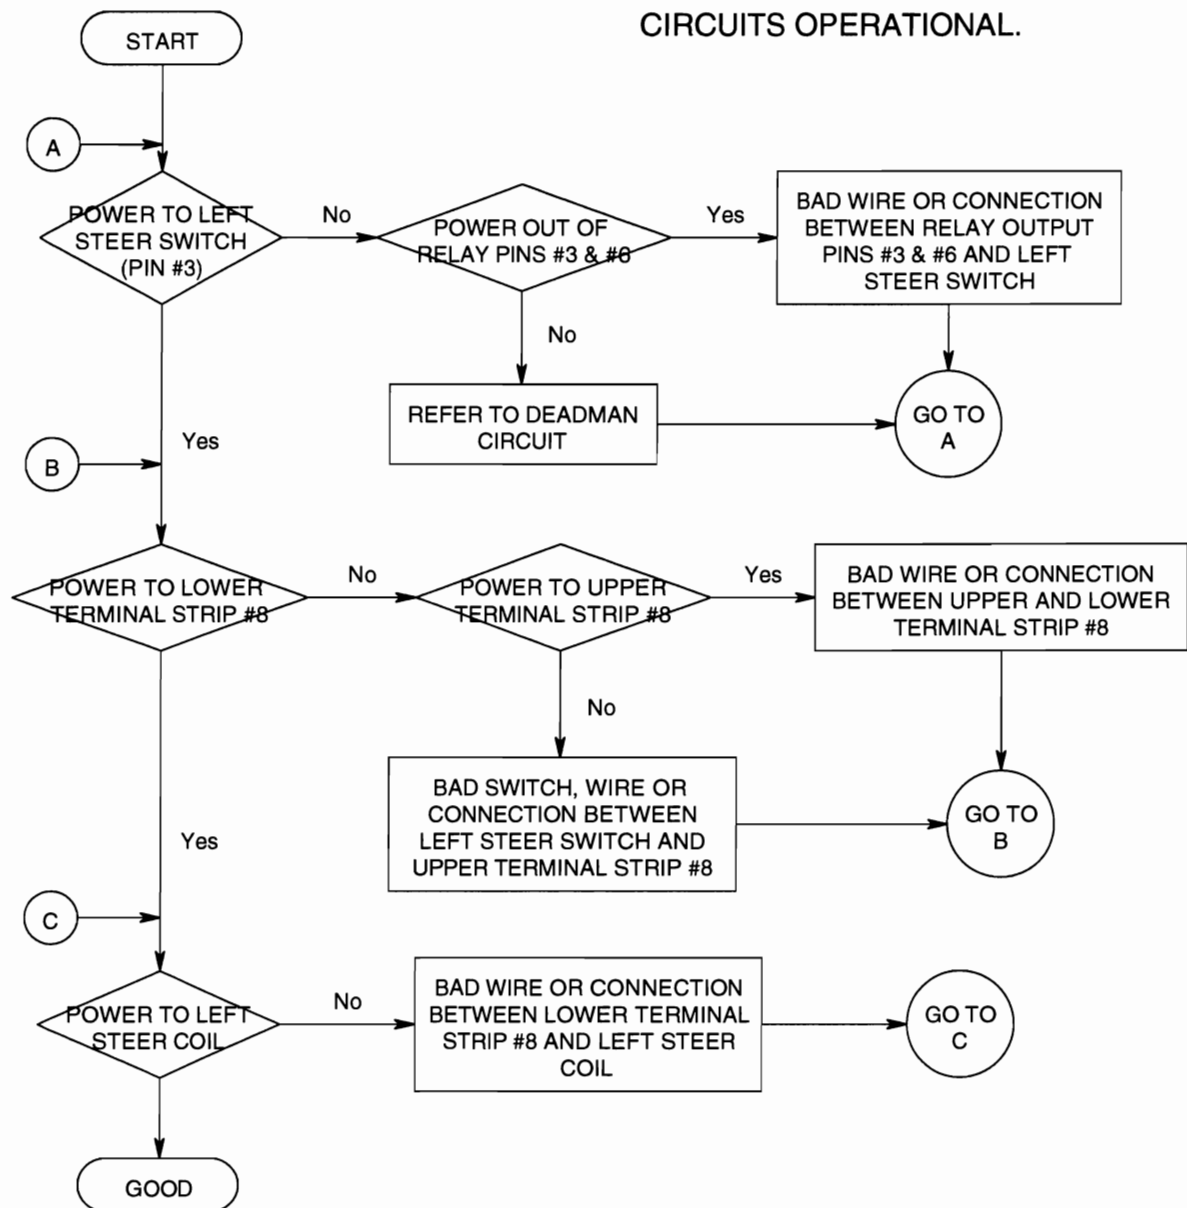 CIRCUITS OPERATIONAL.
START
A
POWER TO LEFT
STEER SWITCH
(PIN #3)
No
POWER OUT OF
RELAY PINS #3 & #6
Yes
BAD WIRE OR CONNECTION
BETWEEN RELAY OUTPUT
PINS #3 & #6 AND LEFT
STEER SWITCH
No
REFER TO DEADMAN
CIRCUIT
GO TO
A
Yes
B
POWER TO LOWER
TERMINAL STRIP #8
No
POWER TO UPPER
TERMINAL STRIP #8
Yes
BAD WIRE OR CONNECTION
BETWEEN UPPER AND LOWER
TERMINAL STRIP #8
No
BAD SWITCH, WIRE OR
CONNECTION BETWEEN
LEFT STEER SWITCH AND
UPPER TERMINAL STRIP #8
GO TO
B
Yes
C
POWER TO LEFT
STEER COIL
No
BAD WIRE OR CONNECTION
BETWEEN LOWER TERMINAL
STRIP #8 AND LEFT STEER
COIL
GO TO
C
GOOD